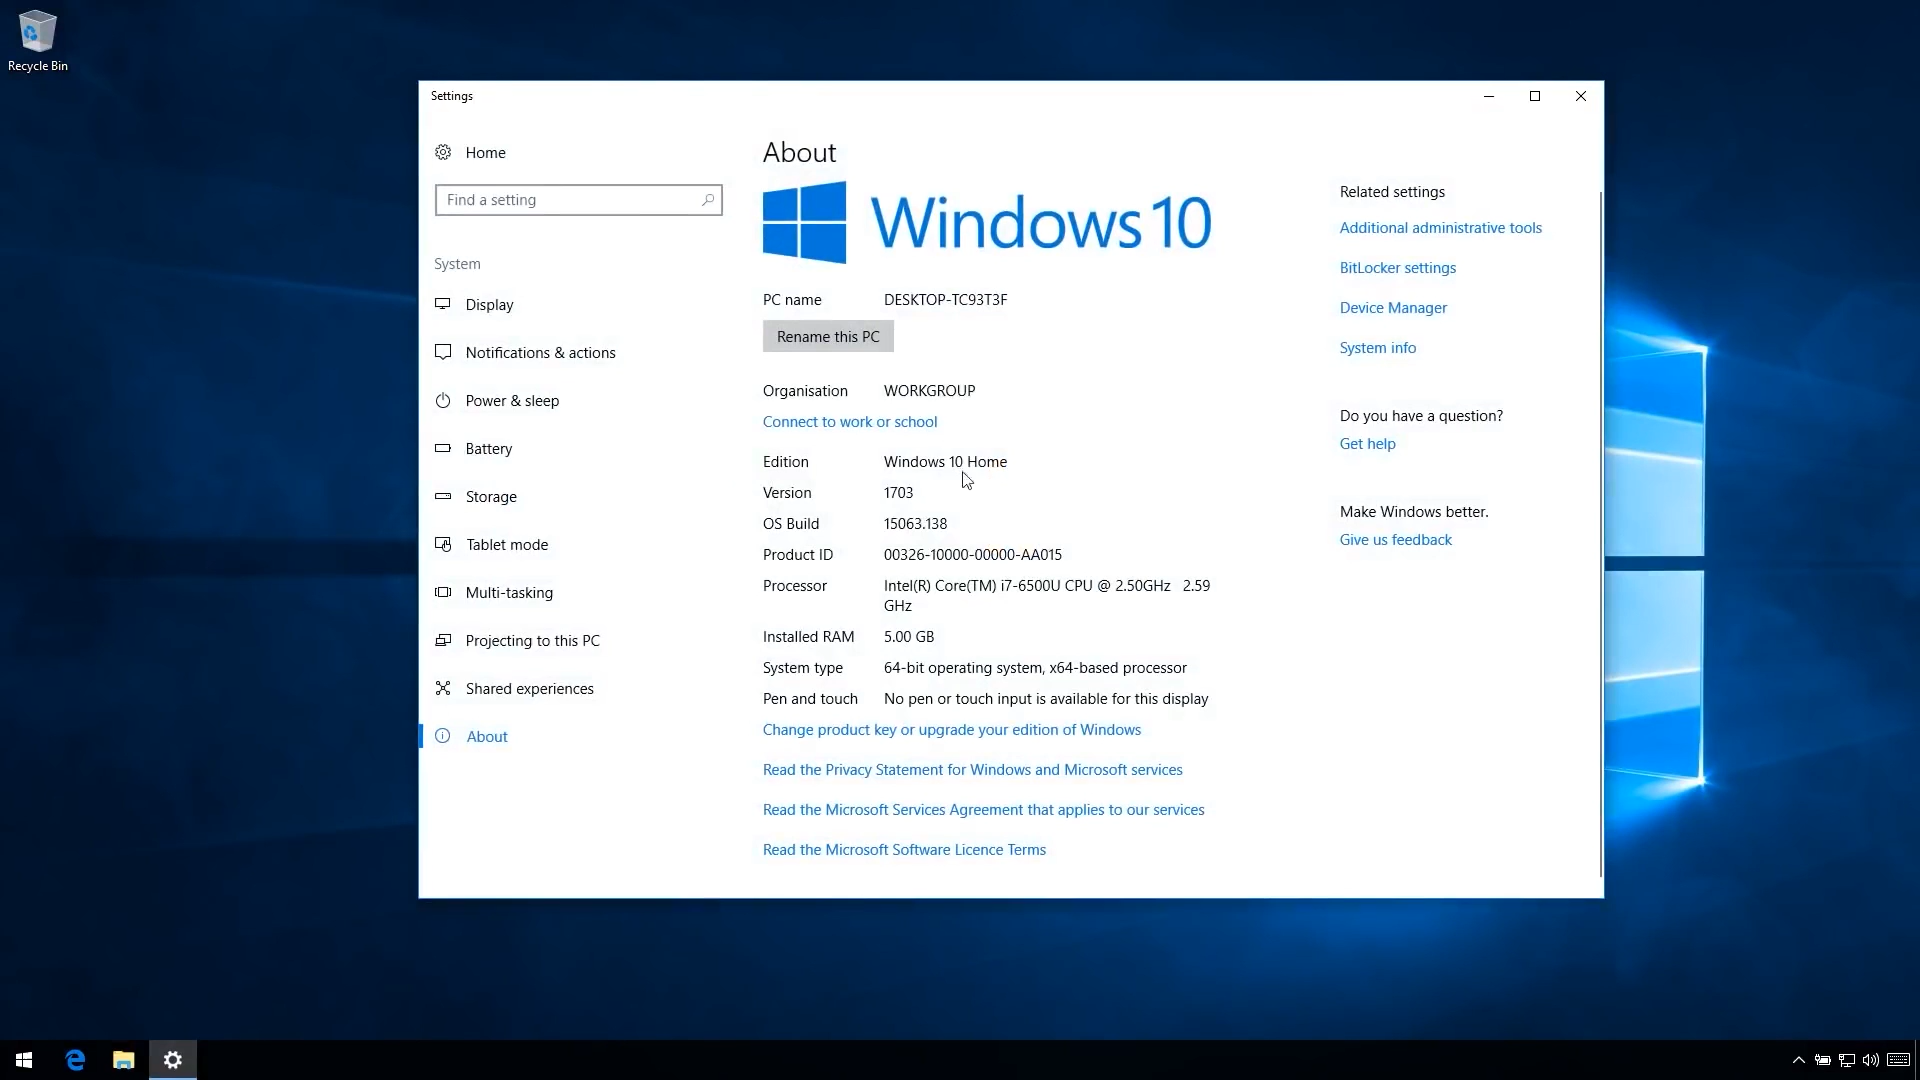 Recycle Bin
Settings
Home
Find a setting
System
Display
Notifications & actions
Power & sleep
Battery
Storage
Tablet mode
Multi-tasking
Projecting to this PC
Shared experiences
About
About
Windows 10
PC name DESKTOP-TC93T3F
Rename this PC
Organisation WORKGROUP
Connect to work or school
Edition Windows 10 Home
Version 1703
OS Build 15063.138
Product ID 00326-10000-00000-AA015
Processor Intel(R) Core(TM) i7-6500U CPU @ 2.50GHz 2.59
GHz
Installed RAM 5.00 GB
System type 64-bit operating system, x64-based processor
Pen and touch No pen or touch input is available for this display
Change product key or upgrade your edition of Windows
Read the Privacy Statement for Windows and Microsoft services
Read the Microsoft Services Agreement that applies to our services
Read the Microsoft Software Licence Terms
Related settings
Additional administrative tools
BitLocker settings
Device Manager
System info
Do you have a question?
Get help
Make Windows better.
Give us feedback